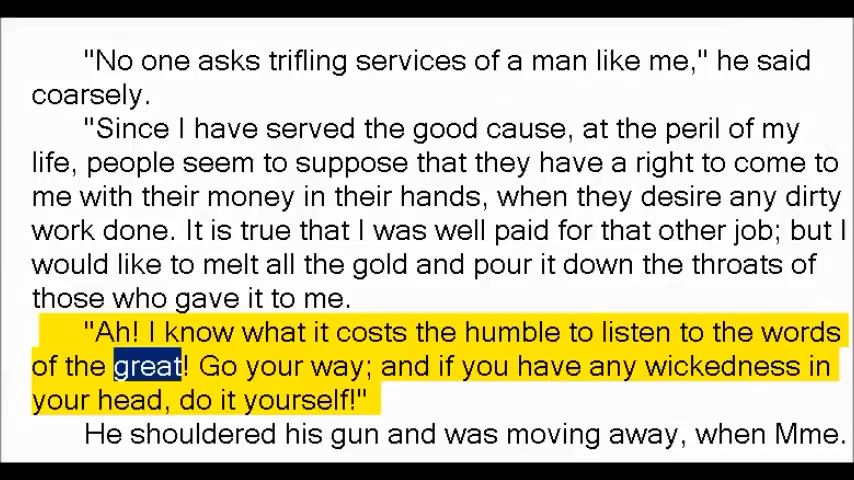 "No one asks trifling services of a man like me," he said
coarsely.
"Since I have served the good cause, at the peril of my
life, people seem to suppose that they have a right to come to
me with their money in their hands, when they desire any dirty
work done. It is true that I was well paid for that other job; but I
would like to melt all the gold and pour it down the throats of
those who gave it to me.
"Ah! I know what it costs the humble to listen to the words
of the great! Go your way; and if you have any wickedness in
your head, do it yourself!"
He shouldered his gun and was moving away, when Mme.